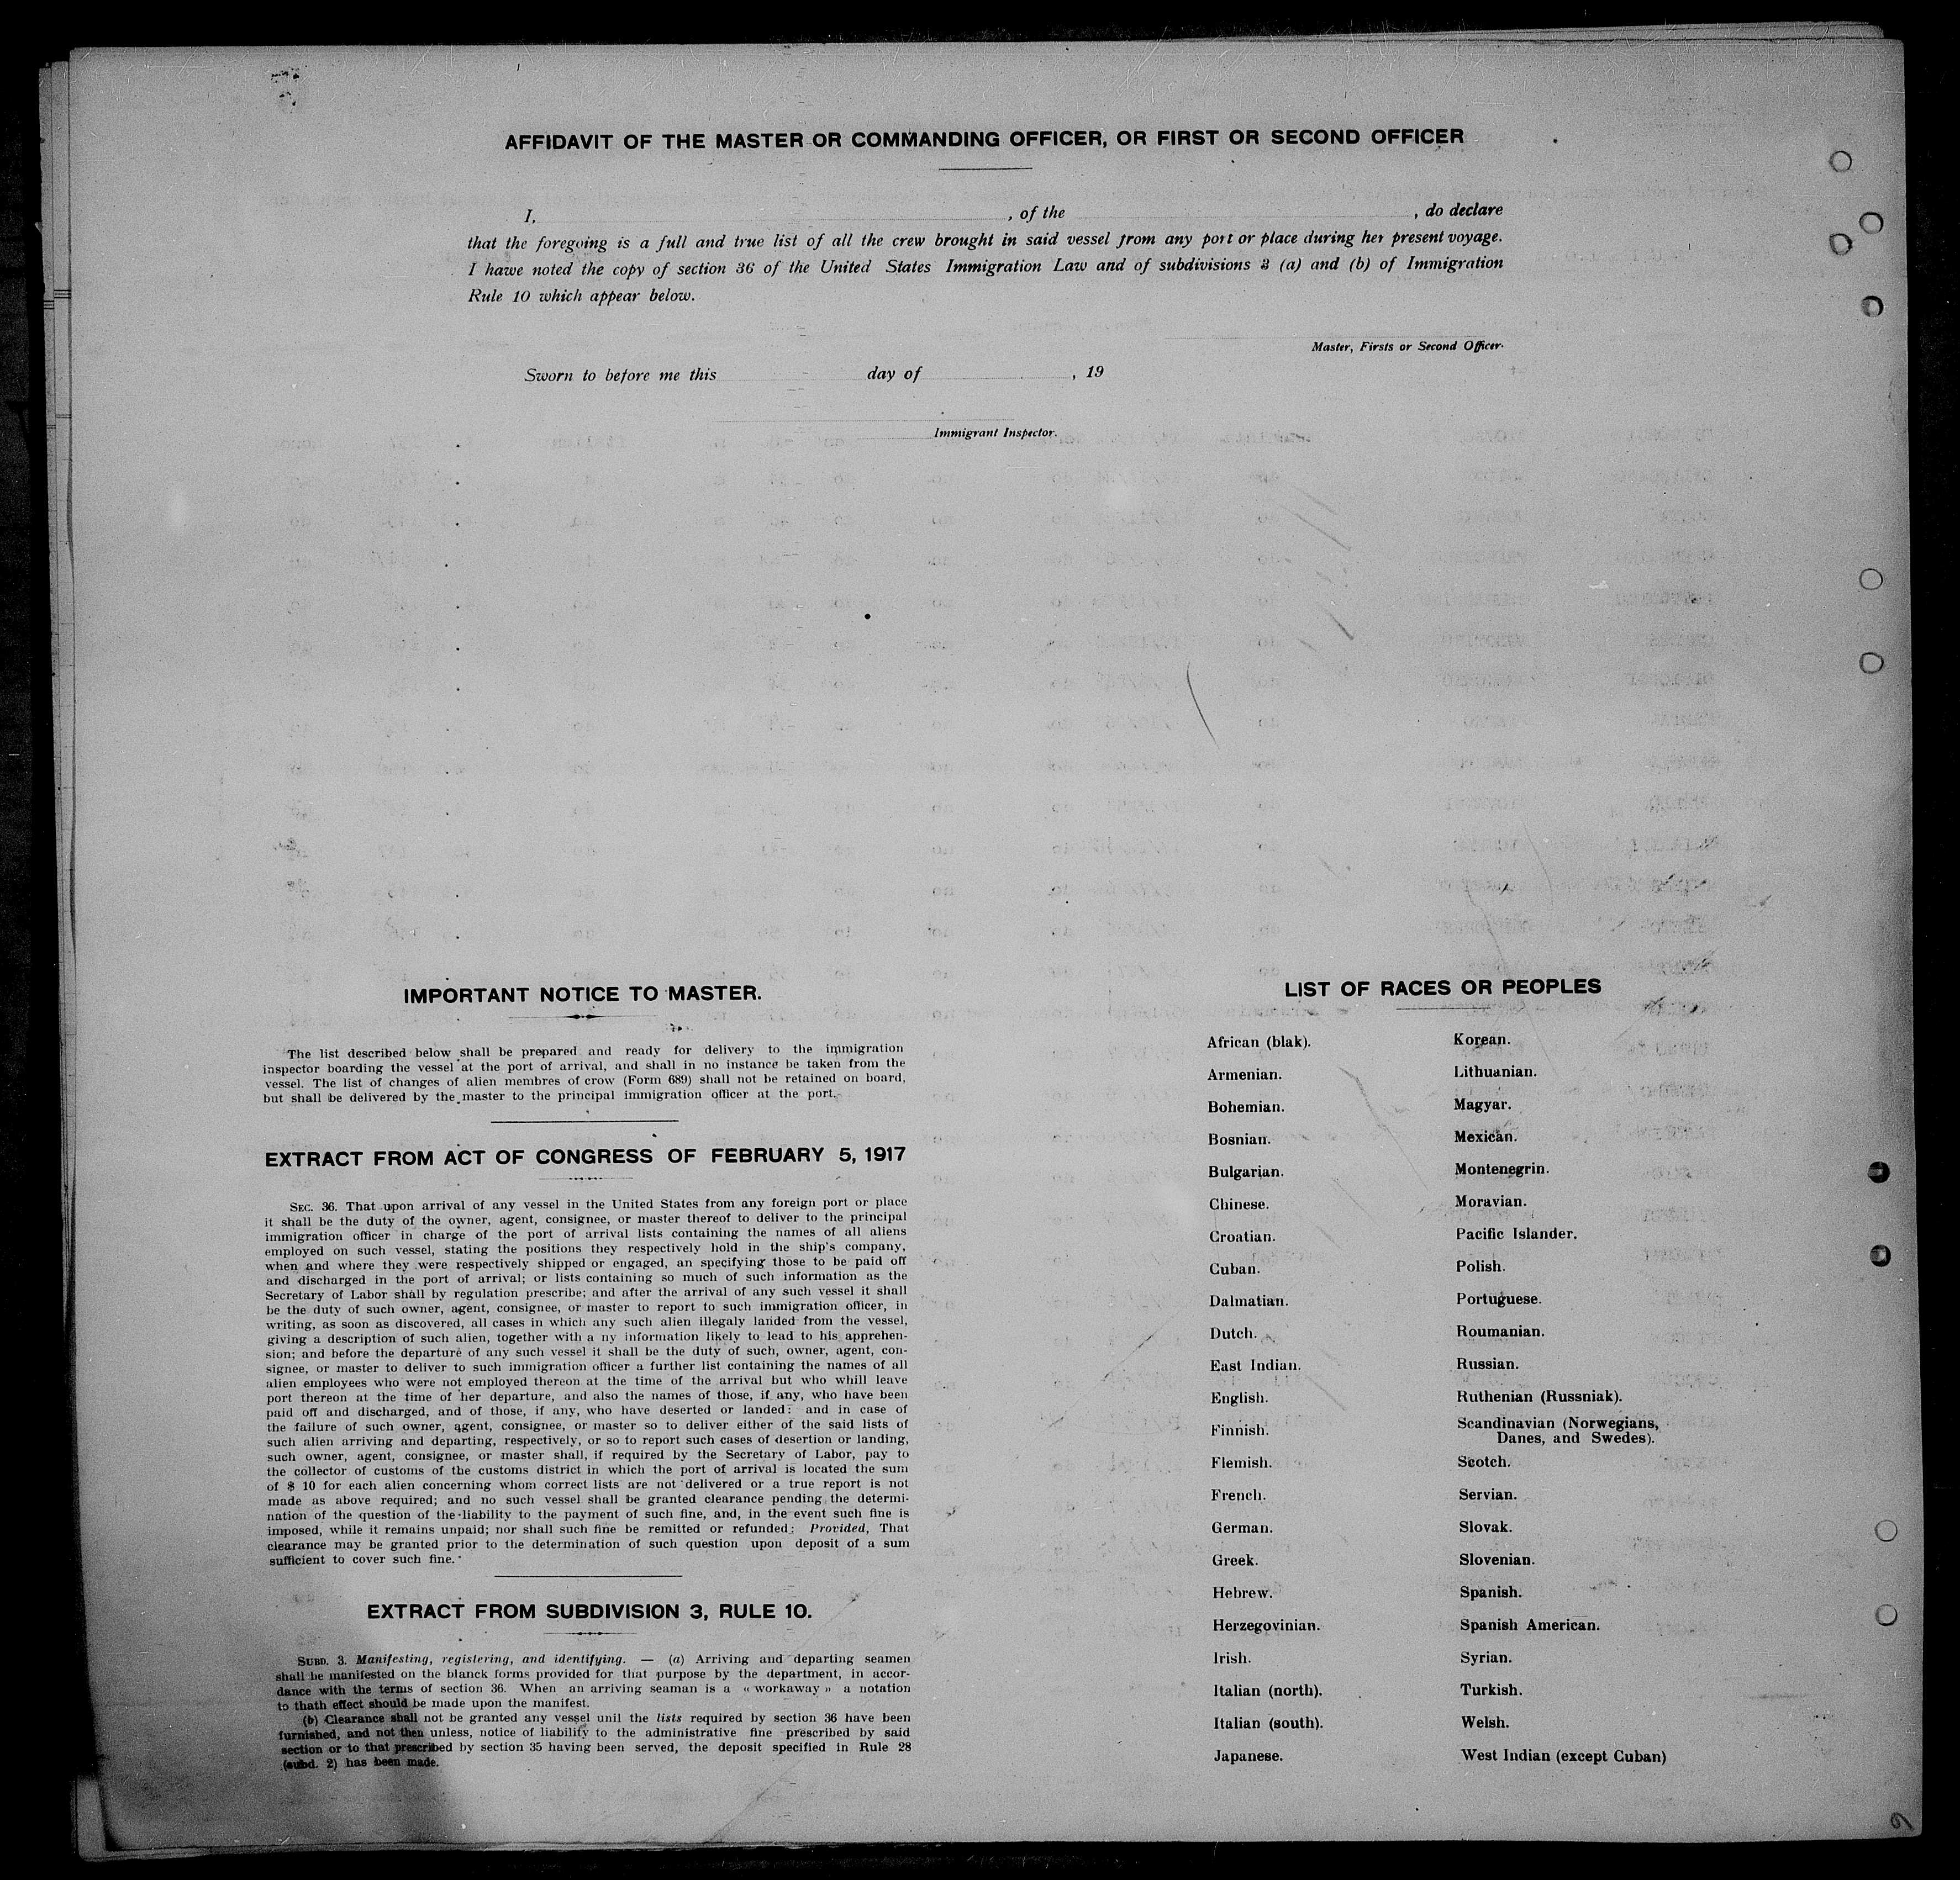 AFFIDAVIT OF THE MASTER OR COMMANDING OFFICER, OR FIRST OR SECOND OFFICER
I, , of the , do declare
that the foregoing is a full and true list of all the crew brought in said vessel from any port or place during her present voyage.
I hawe noted the copy of section 36 of the United States Immigration Law and of subdivisions 3 (a) and (b) of Immigration
Rule 10 which appear below.
Master, Firsts or Second Officer.
Sworn to before me this day of , 19
Immigrant Inspector.
IMPORTANT NOTICE TO MASTER.
The list described below shall be prepared and ready for delivery to the immigration
inspector boarding the vessel at the port of arrival, and shall in no instance be taken from the
vessel. The list of changes of alien membres of crow (Form 689) shall not be retained on board,
but shall be delivered by the master to the principal immigration officer at the port.
EXTRACT FROM ACT OF CONGRESS OF FEBRUARY 5, 1917
SEC. 36. That upon arrival of any vessel in the United States from any foreign port or place
it shall be the duty of the owner, agent, consignee, or master thereof to deliver to the principal
immigration officer in charge of the port of arrival lists containing the names of all aliens
employed on such vessel, stating the positions they respectively hold in the ship's company,
when and where they were respectively shipped or engaged, an specifying those to be paid off
and discharged in the port of arrival; or lists containing so much of such information as the
Secretary of Labor shall by regulation prescribe; and after the arrival of any such vessel it shall
be the duty of such owner, agent, consignee, or master to report to such immigration officer, in
writing, as soon as discovered, all cases in which any such alien illegaly landed from the vessel,
giving a description of such alien, together with a ny information likely to lead to his apprehen-
sion; and before the departure of any such vessel it shall be the duty of such, owner, agent, con-
signee, or master to deliver to such immigration officer a further list containing the names of all
alien employees who were not employed thereon at the time of the arrival but who whill leave
port thereon at the time of her departure, and also the names of those, if any, who have been
paid off and discharged, and of those, if any, who have deserted or landed: and in case of
the failure of such owner, agent, consignee, or master so to deliver either of the said lists of
such alien arriving and departing, respectively, or so to report such cases of desertion or landing,
such owner, agent, consignee, or master shall, if required by the Secretary of Labor, pay to
the collector of customs of the customs district in which the port of arrival is located the sum
of $ 10 for each alien concerning whom correct lists are not delivered or a true report is not
made as above required; and no such vessel shall be granted clearance pending the determi-
nation of the question of the liability to the payment of such fine, and, in the event such fine is
imposed, while it remains unpaid; nor shall such fine be remitted or refunded: Provided, That
clearance may be granted prior to the determination of such question upon deposit of a sum
sufficient to cover such fine.
EXTRACT FROM SUBDIVISION 3, RULE 10.
SUBD. 3. Manifesting, registering, and identifying. — (a) Arriving and departing seamen
shall be manifested on the blanck forms provided for that purpose by the department, in accor-
dance with the terms of section 36. When an arriving seaman is a « workaway » a notation
to thath effect should be made upon the manifest.
(b) Clearance shall not be granted any vessel unil the lists required by section 36 have been
furnished, and not then unless, notice of liability to the administrative fine prescribed by said
section or to that prescribed by section 35 having been served, the deposit specified in Rule 28
(subd. 2) has been made.
LIST OF RACES OR PEOPLES
African (blak).
Armenian.
Bohemian.
Bosnian.
Bulgarian.
Chinese.
Croatian.
Cuban.
Dalmatian.
Dutch.
East Indian.
English.
Finnish.
Flemish.
French.
German.
Greek.
Hebrew.
Herzegovinian.
Irish.
Italian (north).
Italian (south).
Japanese.
Korean.
Lithuanian.
Magyar.
Mexican.
Montenegrin.
Moravian.
Pacific Islander.
Polish.
Portuguese.
Roumanian.
Russian.
Ruthenian (Russniak).
Scandinavian (Norwegians,
Danes, and Swedes).
Scotch.
Servian.
Slovak.
Slovenian.
Spanish.
Spanish American.
Syrian.
Turkish.
Welsh.
West Indian (except Cuban)